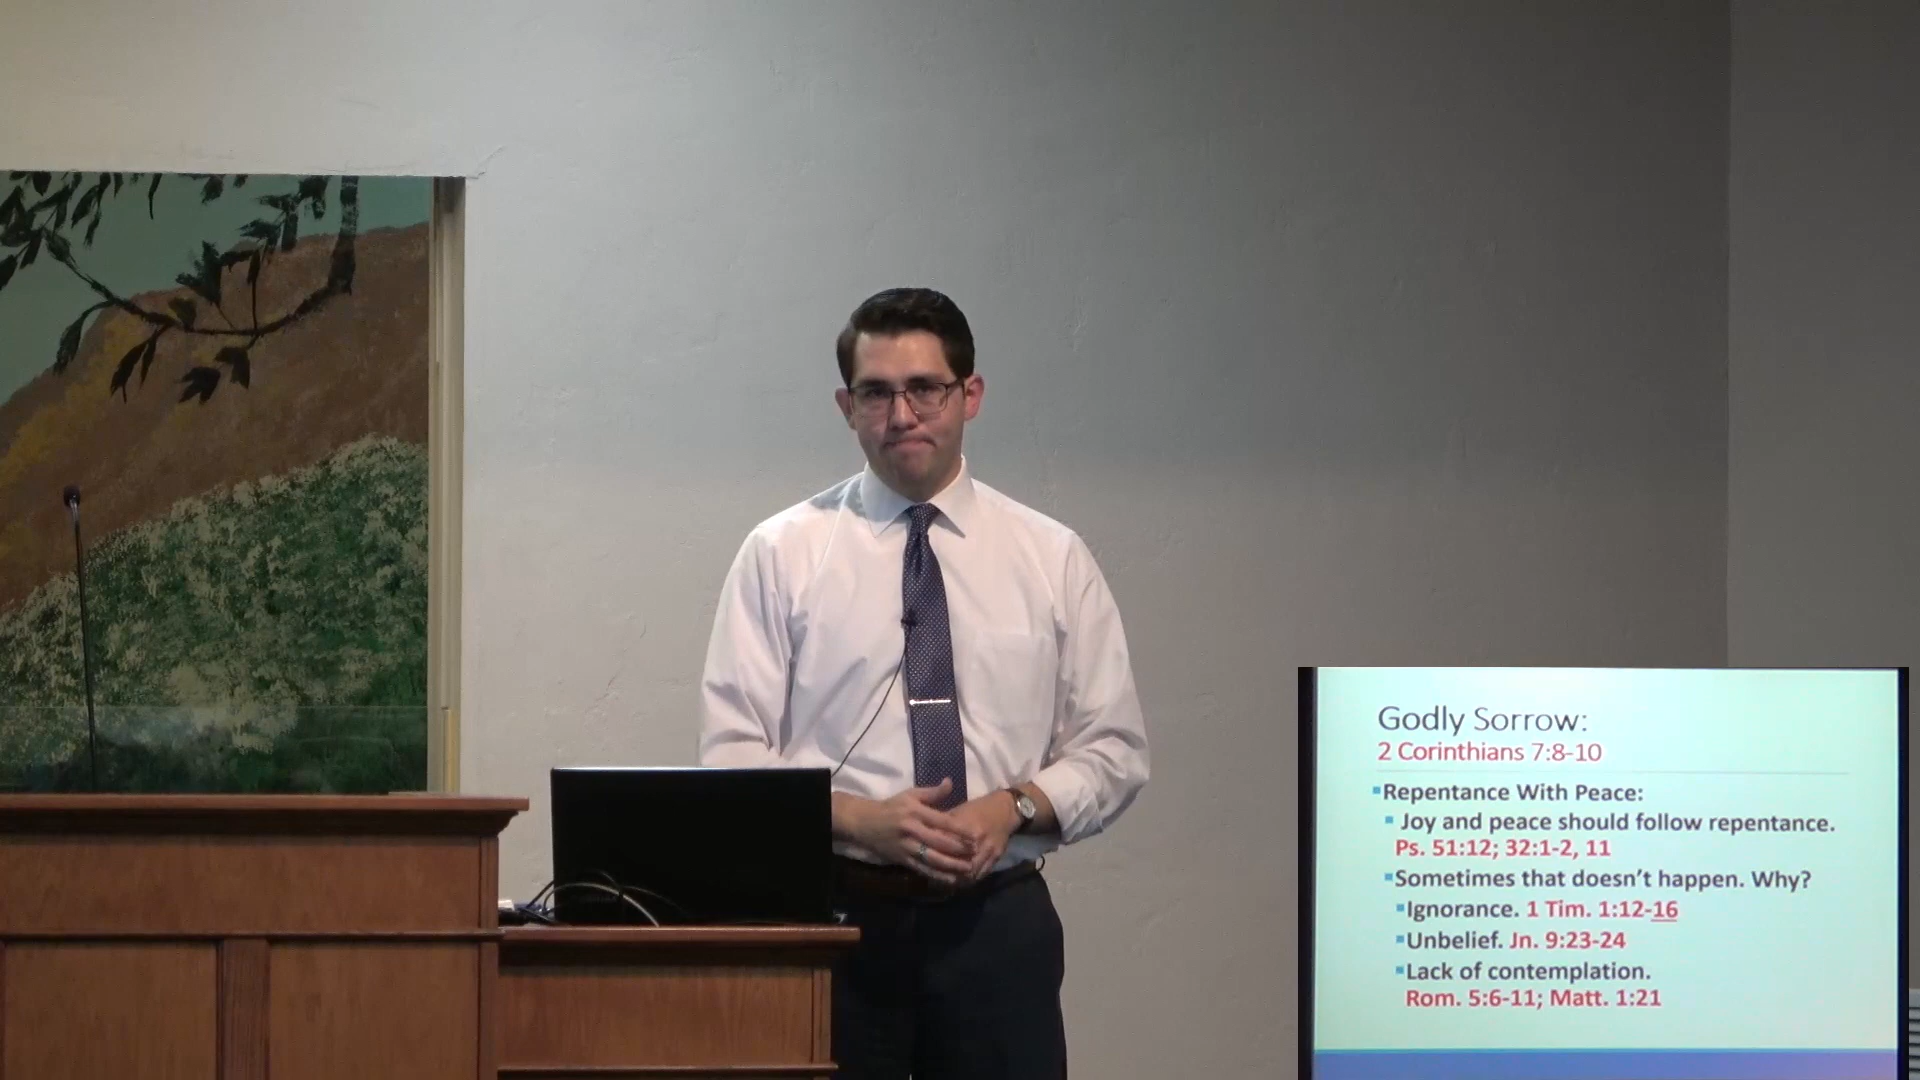 Godly Sorrow:
2 Corinthians 7:8-10
Repentance With Peace:
Joy and peace should follow repentance.
Ps. 51:12; 32:1-2, 11
Sometimes that doesn't happen. Why?
Ignorance. 1 Tim. 1:12-16
Unbelief. Jn. 9:23-24
Lack of contemplation.
Rom. 5:6-11; Matt. 1:21